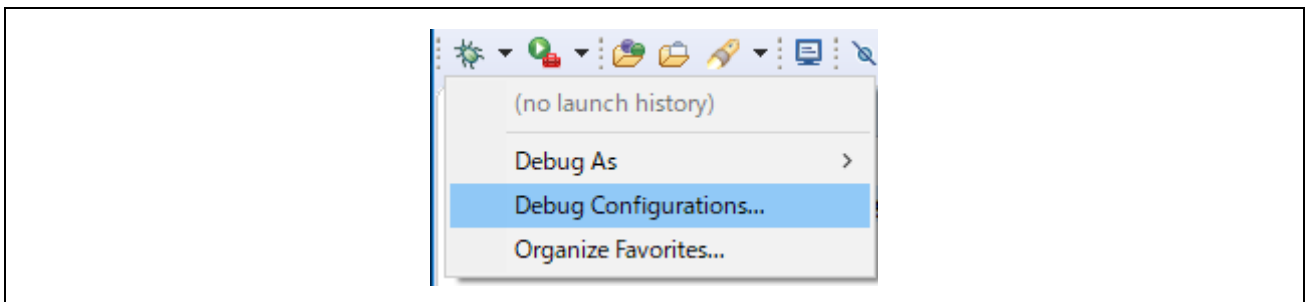 (no launch history)
Debug As
Debug Configurations...
Organize Favorites...